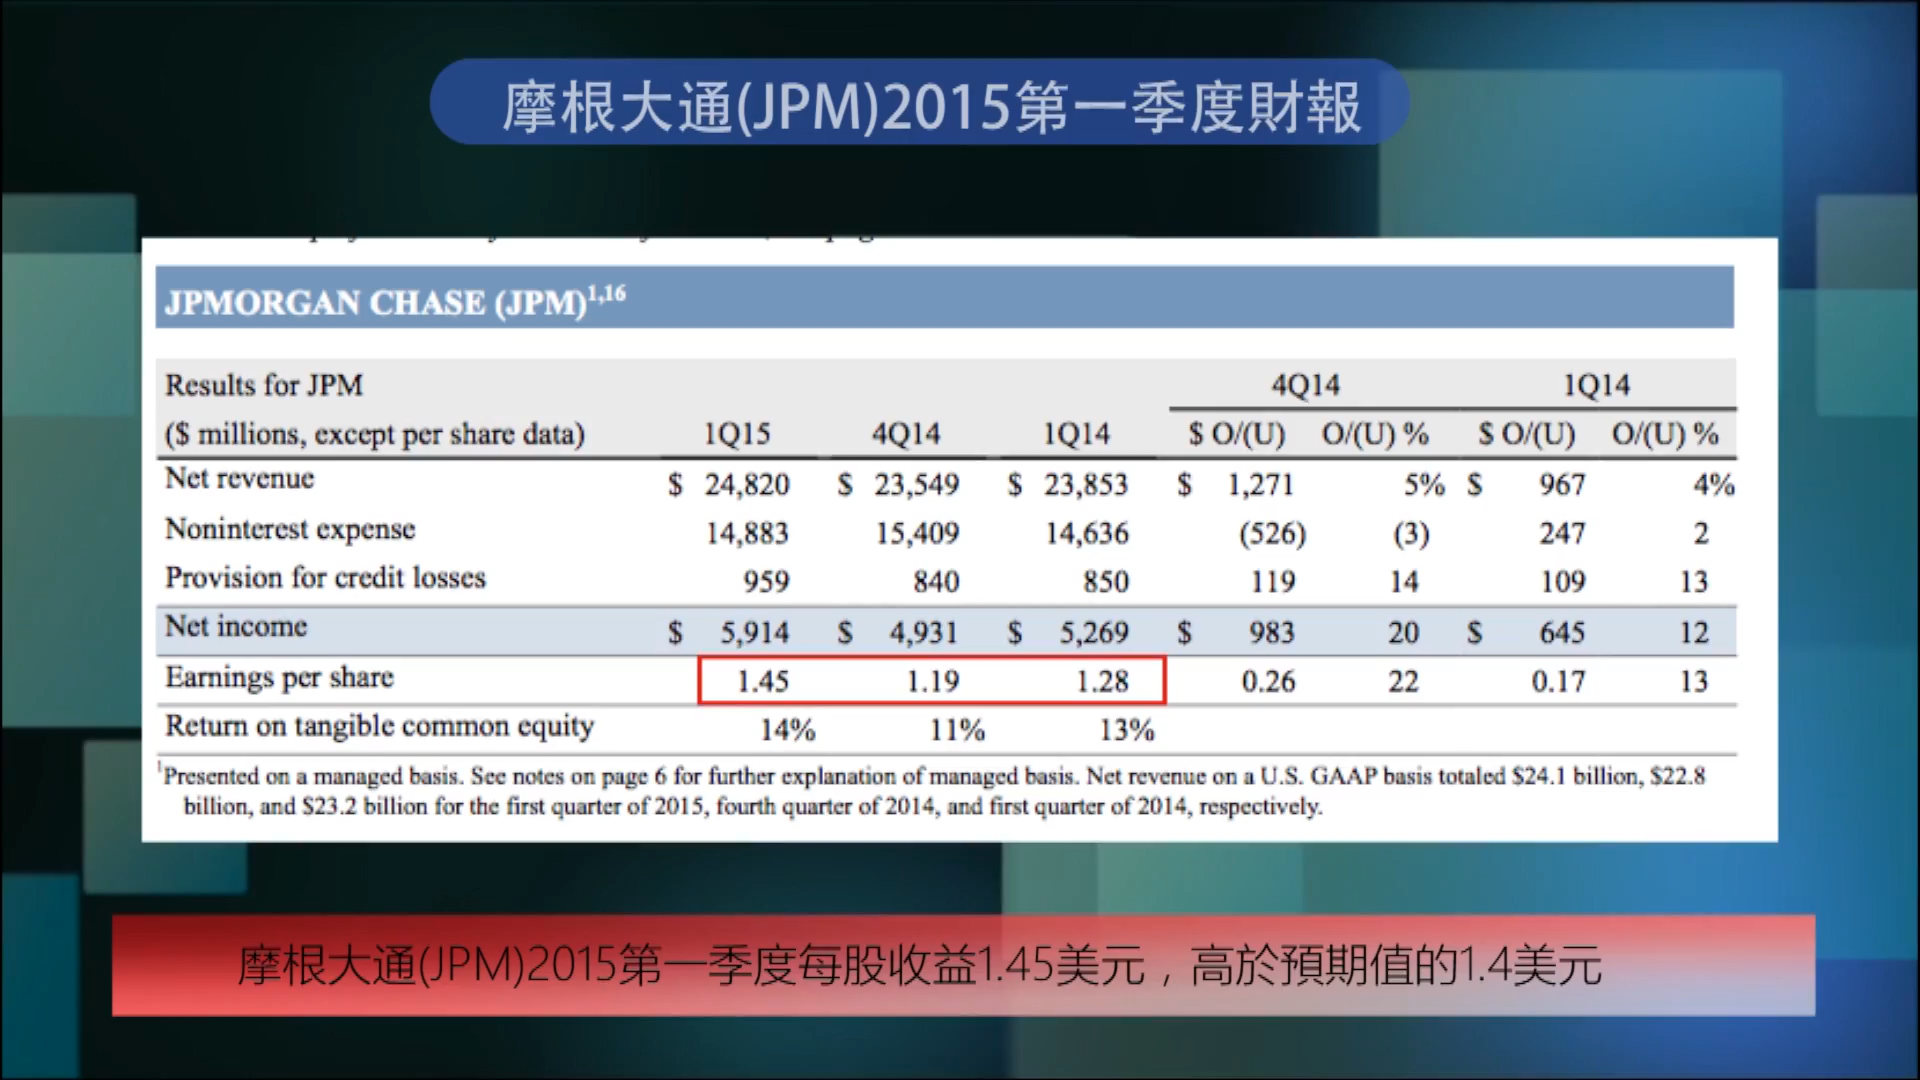 摩根大通(JPM)2015第一季度財報
JPMORGAN CHASE (JPM)1,16
Results for JPM 4Q14 1Q14
($ millions, except per share data) 1Q15 4Q14 1Q14 $ O/(U) O/(U) % $ O/(U) O/(U) %
Net revenue $ 24,820 $ 23,549 $ 23,853 $ 1,271 5% $ 967 4%
Noninterest expense 14,883 15,409 14,636 (526) (3) 247 2
Provision for credit losses 959 840 850 119 14 109 13
Net income $ 5,914 $ 4,931 $ 5,269 $ 983 20 $ 645 12
Earnings per share 1.45 1.19 1.28 0.26 22 0.17 13
Return on tangible common equity 14% 11% 13%
1Presented on a managed basis. See notes on page 6 for further explanation of managed basis. Net revenue on a U.S. GAAP basis totaled $24.1 billion, $22.8
billion, and $23.2 billion for the first quarter of 2015, fourth quarter of 2014, and first quarter of 2014, respectively.
摩根大通(JPM)2015第一季度每股收益1.45美元，高於預期值的1.4美元